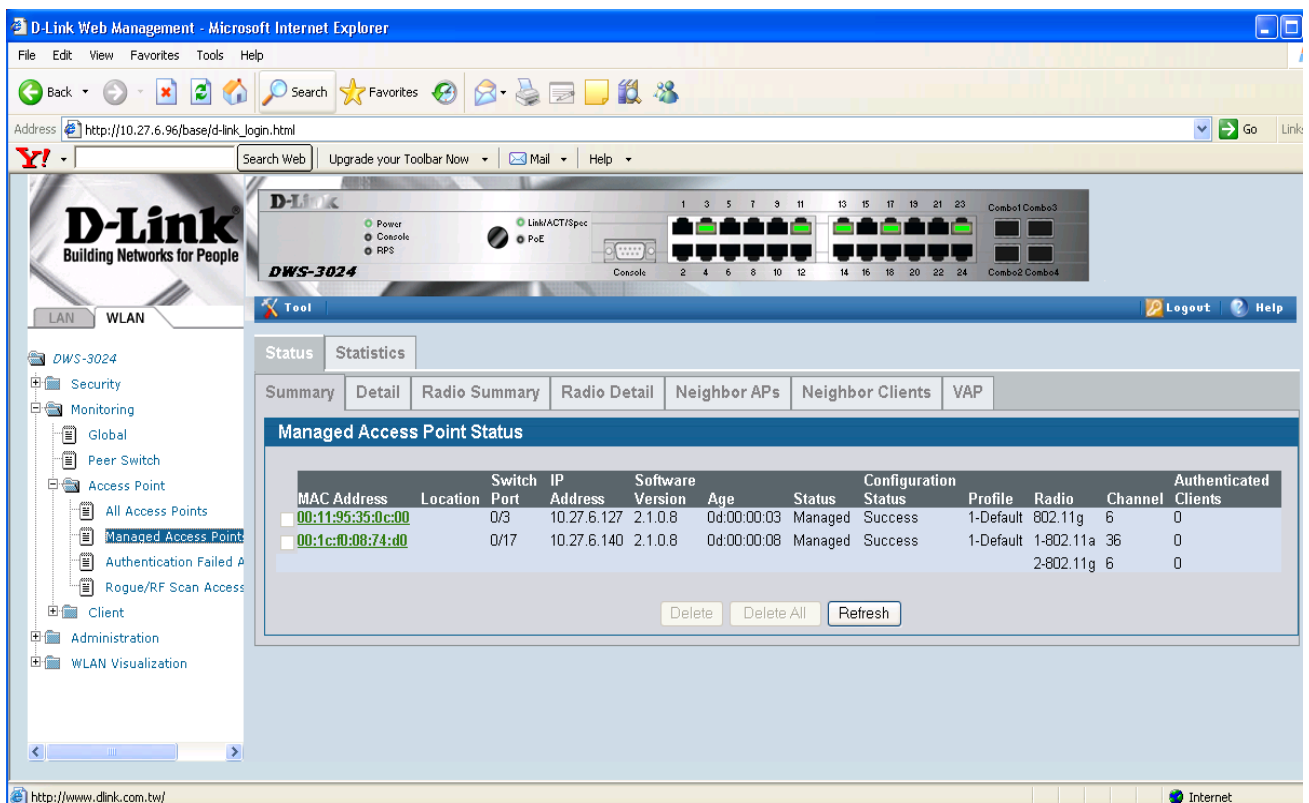 D-Link Web Management - Microsoft Internet Explorer
File Edit View Favorites Tools Help
Back Search Favorites
Address http://10.27.6.96/base/d-link_login.html Go Links
Y! Search Web Upgrade your Toolbar Now Mail Help
D-Link
Building Networks for People
D-Link
Power
Console
RPS
Link/ACT/Spec
PoE
DWS-3024
Console
1 3 5 7 9 11 13 15 17 19 21 23 Combo1 Combo3
2 4 6 8 10 12 14 16 18 20 22 24 Combo2 Combo4
LAN WLAN
Tool Logout Help
DWS-3024
Security
Monitoring
Global
Peer Switch
Access Point
All Access Points
Managed Access Point
Authentication Failed A
Rogue/RF Scan Access
Client
Administration
WLAN Visualization
Status Statistics
Summary Detail Radio Summary Radio Detail Neighbor APs Neighbor Clients VAP
Managed Access Point Status
MAC Address Location Switch Port IP Address Software Version Age Status Configuration Status Profile Radio Channel Authenticated Clients
00:11:95:35:0c:00 0/3 10.27.6.127 2.1.0.8 0d:00:00:03 Managed Success 1-Default 802.11g 6 0
00:1c:f0:08:74:d0 0/17 10.27.6.140 2.1.0.8 0d:00:00:08 Managed Success 1-Default 1-802.11a 36 0
2-802.11g 6 0
Delete Delete All Refresh
http://www.dlink.com.tw/ Internet